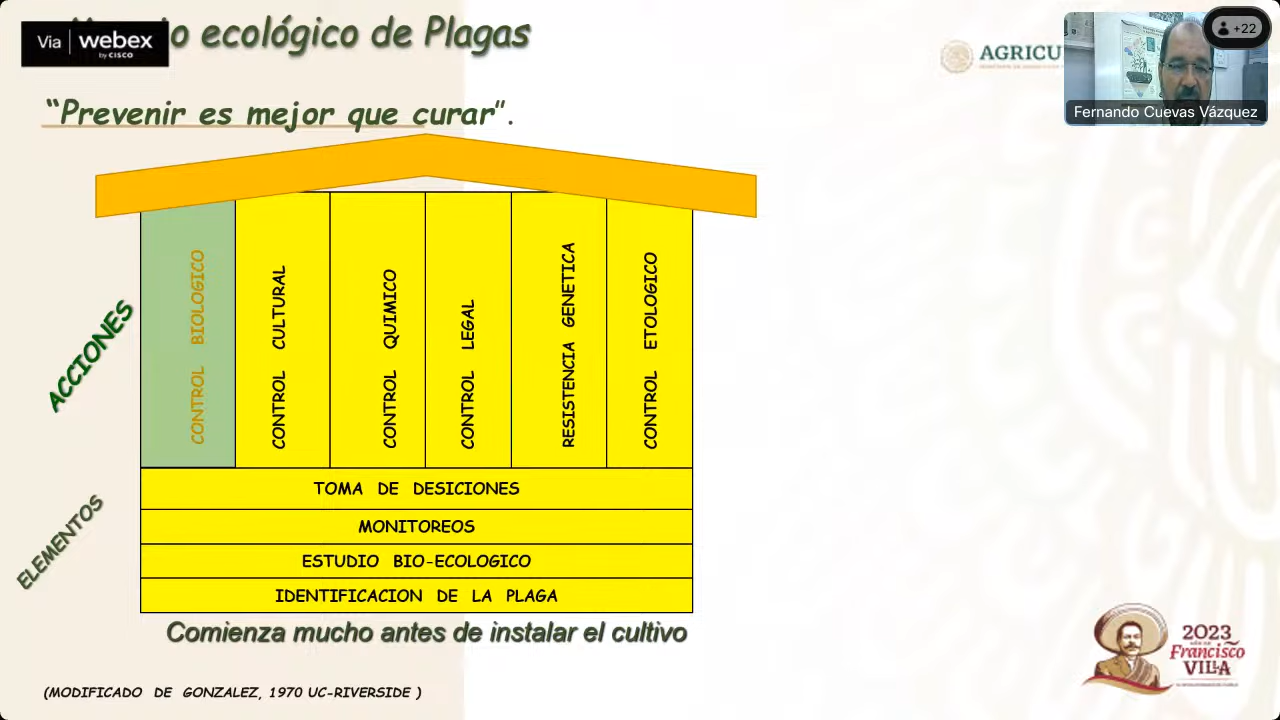 o ecológico de Plagas
Via webex
by CISCO
AGRICU
+22
Fernando Cuevas Vázquez
“Prevenir es mejor que curar”.
ACCIONES
CONTROL BIOLOGICO
CONTROL CULTURAL
CONTROL QUIMICO
CONTROL LEGAL
RESISTENCIA GENETICA
CONTROL ETOLOGICO
ELEMENTOS
TOMA DE DESICIONES
MONITOREOS
ESTUDIO BIO-ECOLOGICO
IDENTIFICACION DE LA PLAGA
Comienza mucho antes de instalar el cultivo
(MODIFICADO DE GONZALEZ, 1970 UC-RIVERSIDE )
2023
Francisco
VILLA